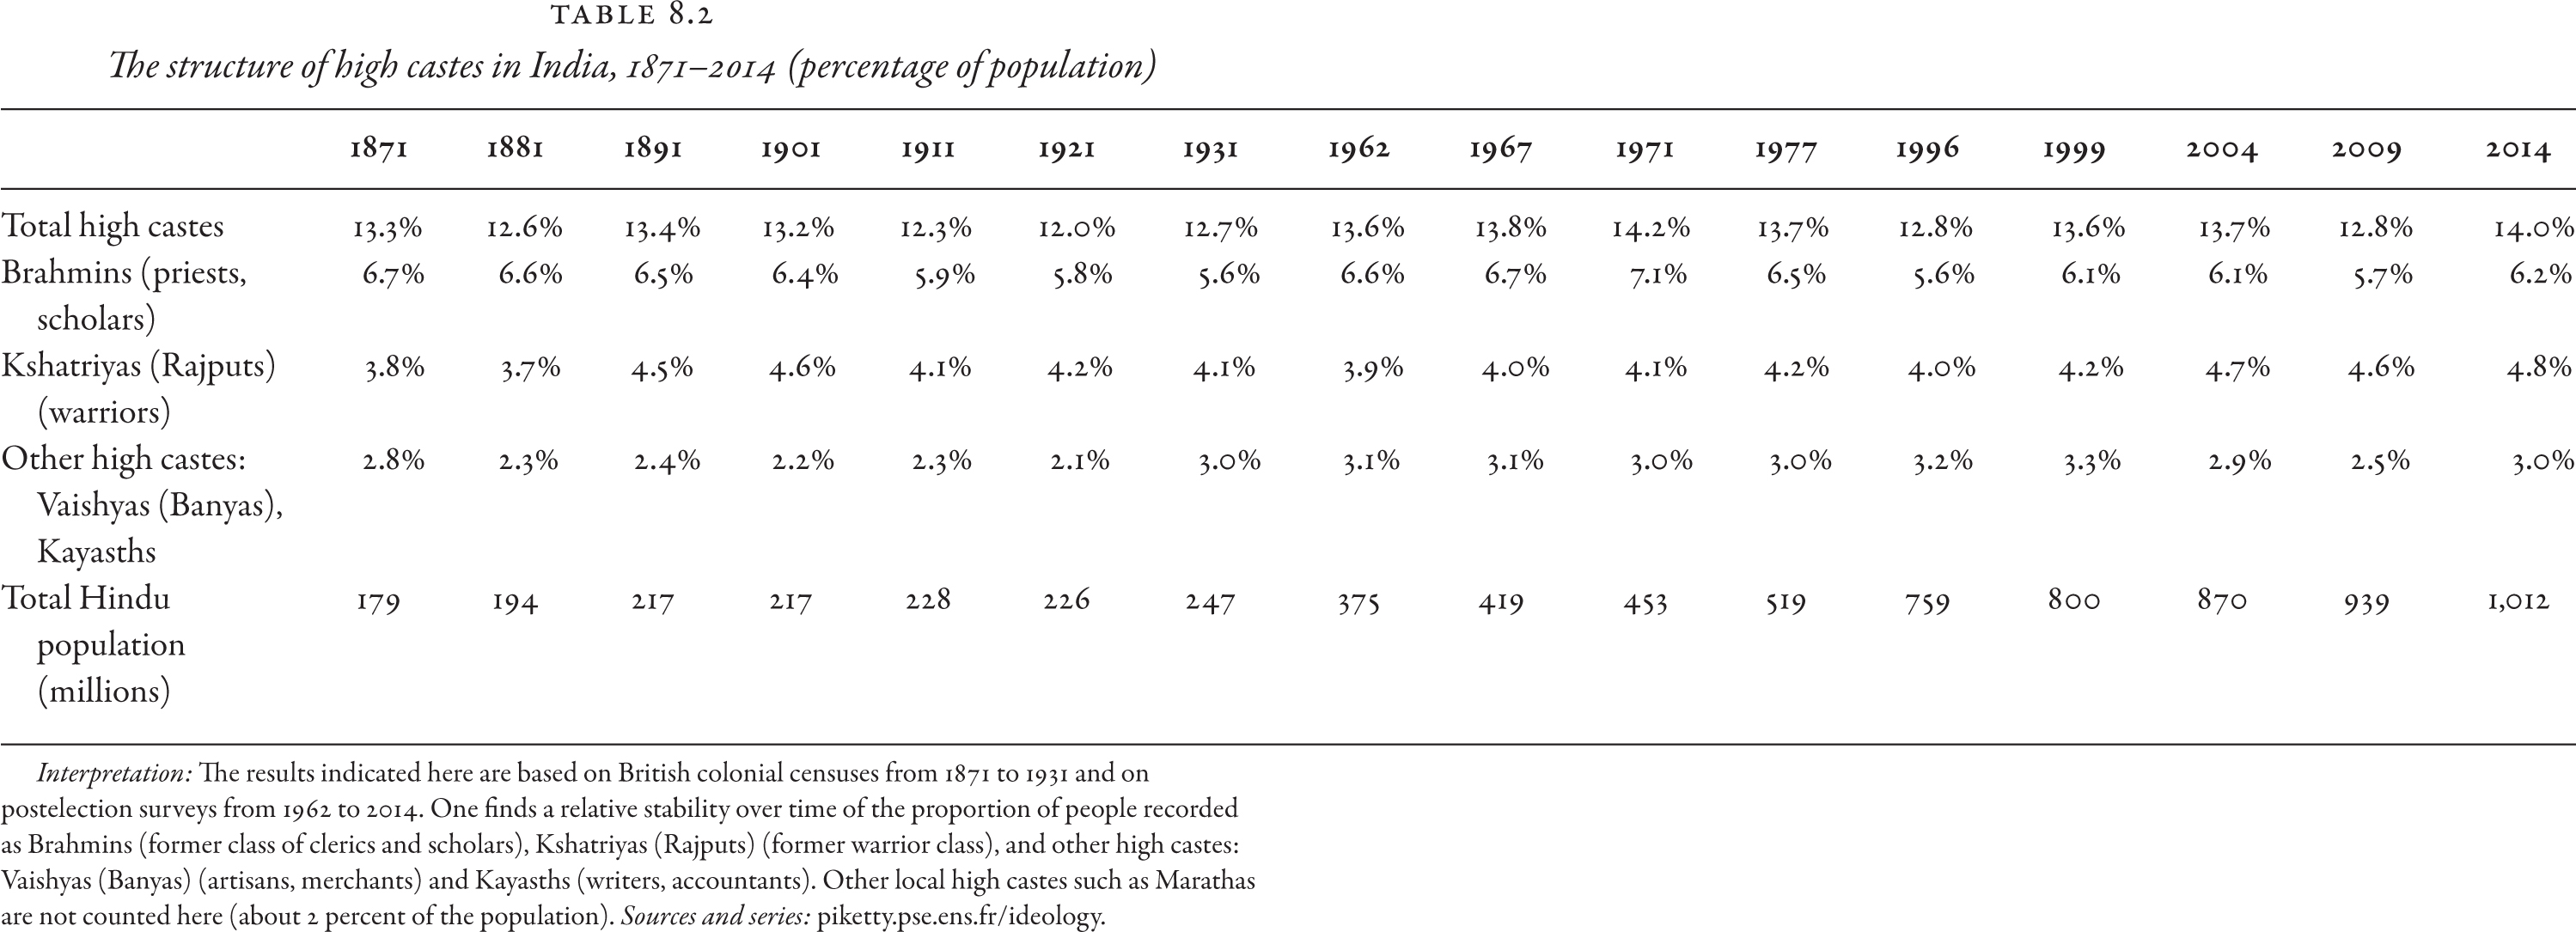 TABLE 8.2
The structure of high castes in India, 1871–2014 (percentage of population)
1871 1881 1891 1901 1911 1921 1931 1962 1967 1971 1977 1996 1999 2004 2009 2014
Total high castes 13.3% 12.6% 13.4% 13.2% 12.3% 12.0% 12.7% 13.6% 13.8% 14.2% 13.7% 12.8% 13.6% 13.7% 12.8% 14.0%
Brahmins (priests, 6.7% 6.6% 6.5% 6.4% 5.9% 5.8% 5.6% 6.6% 6.7% 7.1% 6.5% 5.6% 6.1% 6.1% 5.7% 6.2%
scholars)
Kshatriyas (Rajputs) 3.8% 3.7% 4.5% 4.6% 4.1% 4.2% 4.1% 3.9% 4.0% 4.1% 4.2% 4.0% 4.2% 4.7% 4.6% 4.8%
(warriors)
Other high castes: 2.8% 2.3% 2.4% 2.2% 2.3% 2.1% 3.0% 3.1% 3.1% 3.0% 3.0% 3.2% 3.3% 2.9% 2.5% 3.0%
Vaishyas (Banyas),
Kayasths
Total Hindu 179 194 217 217 228 226 247 375 419 453 519 759 800 870 939 1,012
population
(millions)
Interpretation: The results indicated here are based on British colonial censuses from 1871 to 1931 and on
postelection surveys from 1962 to 2014. One finds a relative stability over time of the proportion of people recorded
as Brahmins (former class of clerics and scholars), Kshatriyas (Rajputs) (former warrior class), and other high castes:
Vaishyas (Banyas) (artisans, merchants) and Kayasths (writers, accountants). Other local high castes such as Marathas
are not counted here (about 2 percent of the population). Sources and series: piketty.pse.ens.fr/ideology.